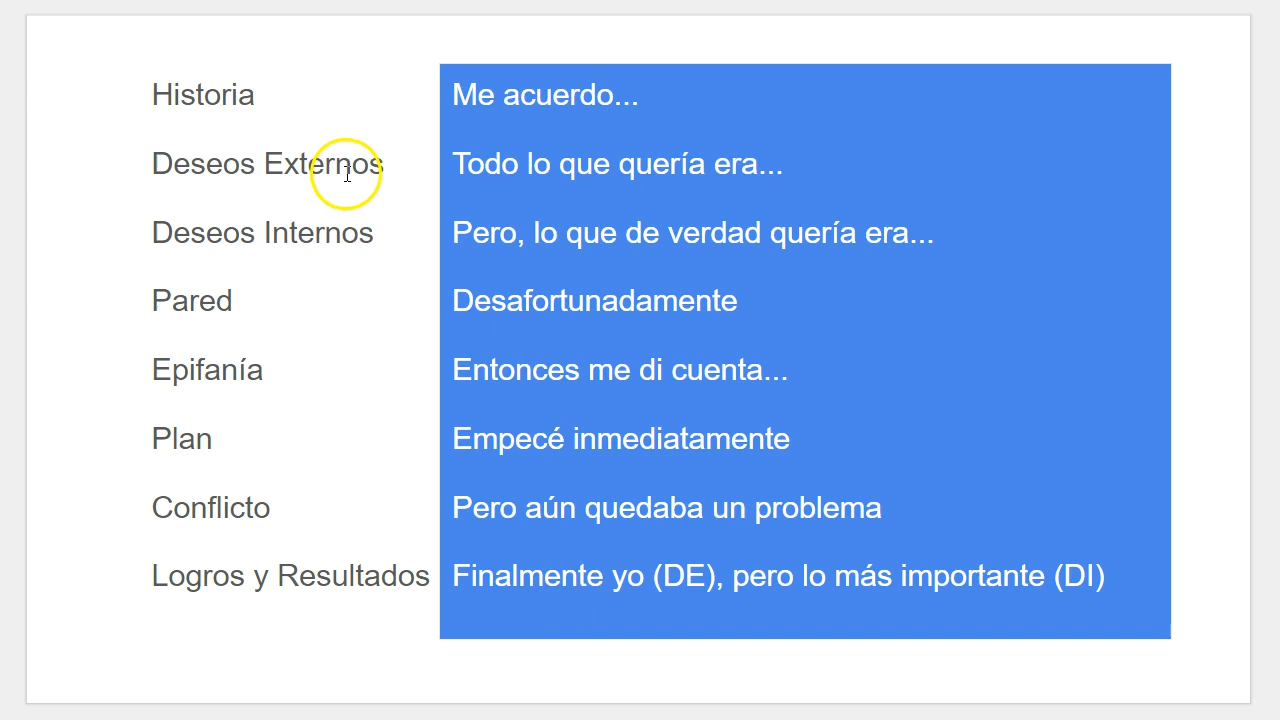 Historia Me acuerdo...
Deseos Externos Todo lo que quería era...
Deseos Internos Pero, lo que de verdad quería era...
Pared Desafortunadamente
Epifanía Entonces me di cuenta...
Plan Empecé inmediatamente
Conflicto Pero aún quedaba un problema
Logros y Resultados Finalmente yo (DE), pero lo más importante (DI)